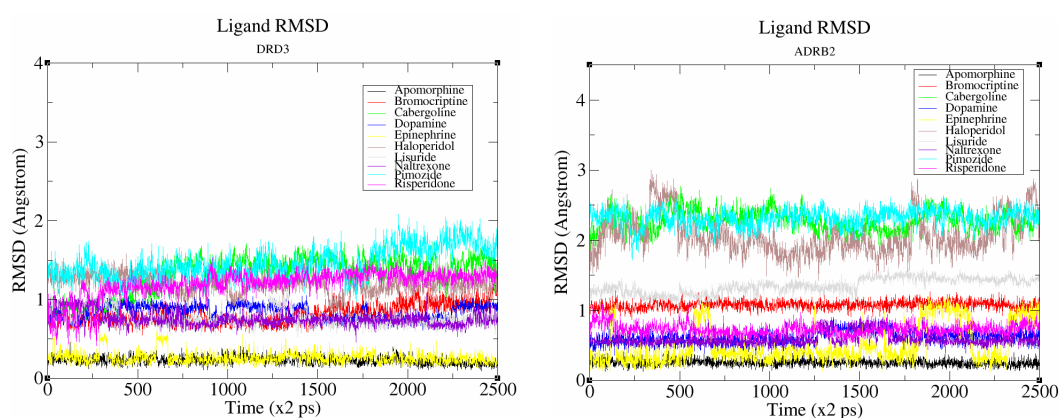 Ligand RMSD
DRD3
4
3
2
1
0
RMSD (Angstrom)
Apomorphine
Bromocriptine
Cabergoline
Dopamine
Epinephrine
Haloperidol
Lisuride
Naltrexone
Pimozide
Risperidone
0 500 1000 1500 2000 2500
Time (x2 ps)
Ligand RMSD
ADRB2
4
3
2
1
0
RMSD (Angstrom)
Apomorphine
Bromocriptine
Cabergoline
Dopamine
Epinephrine
Haloperidol
Lisuride
Naltrexone
Pimozide
Risperidone
0 500 1000 1500 2000 2500
Time (x2 ps)